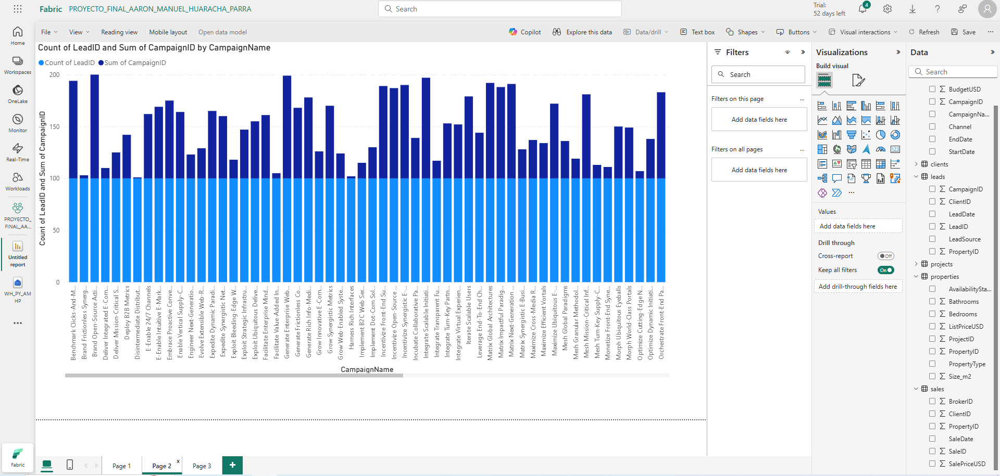 Fabric
PROYECTO_FINAL_AARON_MANUEL_HUARACHA_PARRA
Search
Trial:
52 days left
4
Home
Workspaces
OneLake
Monitor
Real-Time
Workloads
PROYECTO_
FINAL_AA...
Untitled
report
WH_PY_AM
HP
Fabric
File
View
Reading view
Mobile layout
Open data model
Copilot
Explore this data
Data/drill
Text box
Shapes
Buttons
Visual interactions
Refresh
Save
Count of LeadID and Sum of CampaignID by CampaignName
Count of LeadID
Sum of CampaignID
Count of LeadID and Sum of CampaignID
200
150
100
50
0
Benchmark Clicks-And-M...
Brand Frictionless Synerg...
Brand Open-Source Acti...
Deliver Integrated E-Com...
Deliver Mission-Critical S...
Deploy B2B Metrics
Disintermediate Distribut...
E-Enable 24/7 Channels
E-Enable Intuitive E-Mark...
Embrace Proactive Conve...
Enable Vertical Supply-C...
Engineer Next-Generatio...
Evolve Extensible Web-R...
Expedite Dynamic Paradi...
Expedite Synergistic Net...
Exploit Bleeding-Edge W...
Exploit Strategic Infrastru...
Exploit Ubiquitous Delive...
Facilitate Enterprise Mind...
Facilitate Value-Added In...
Generate Enterprise Web...
Generate Frictionless Co...
Generate Rich Info-Medi...
Grow Innovative E-Com...
Grow Synergistic Metrics
Grow Web-Enabled Syste...
Harness Rich Interfaces
Implement B2C Web Ser...
Implement Dot-Com Sol...
Incentivize Front-End Su...
Incentivize Open-Source ...
Incentivize Synergistic E-...
Incubate Collaborative Pa...
Integrate Scalable Initiati...
Integrate Transparent Fu...
Integrate Turn-Key Partn...
Integrate Virtual Experien...
Iterate Scalable Users
Leverage End-To-End Ch...
Matrix Global Architectures
Matrix Impactful Paradig...
Matrix Next-Generation ...
Matrix Synergistic E-Busi...
Maximize Cross-Media R...
Maximize Efficient Vortals
Maximize Ubiquitous E-...
Mesh Global Paradigms
Mesh Granular Methodol...
Mesh Mission-Critical Inf...
Mesh Turn-Key Supply-C...
Monetize Front-End Syne...
Morph Ubiquitous Eyeballs
Morph World-Class Portals
Optimize Cutting-Edge N...
Optimize Dynamic Initiati...
Orchestrate Front-End Pa...
CampaignName
Page 1
Page 2
x
Page 3
+
Filters
Search
Filters on this page
...
Add data fields here
Filters on all pages
...
Add data fields here
Visualizations
Build visual
123
...
Values
Add data fields here
Drill through
Cross-report
Off
Keep all filters
On
Add drill-through fields here
Data
Search
BudgetUSD
CampaignID
CampaignNa...
Channel
EndDate
StartDate
clients
leads
CampaignID
ClientID
LeadDate
LeadID
LeadSource
PropertyID
projects
properties
AvailabilitySta...
Bathrooms
Bedrooms
ListPriceUSD
ProjectID
PropertyID
PropertyType
Size_m2
sales
BrokerID
ClientID
PropertyID
SaleDate
SaleID
SalePriceUSD